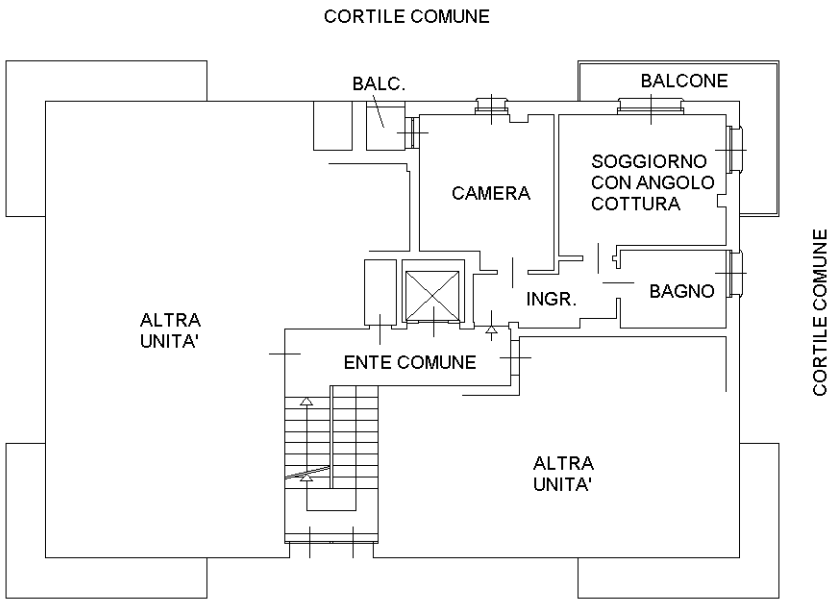 CORTILE COMUNE
BALC.
BALCONE
CAMERA
SOGGIORNO
CON ANGOLO
COTTURA
INGR.
BAGNO
CORTILE COMUNE
ALTRA
UNITA'
ENTE COMUNE
ALTRA
UNITA'